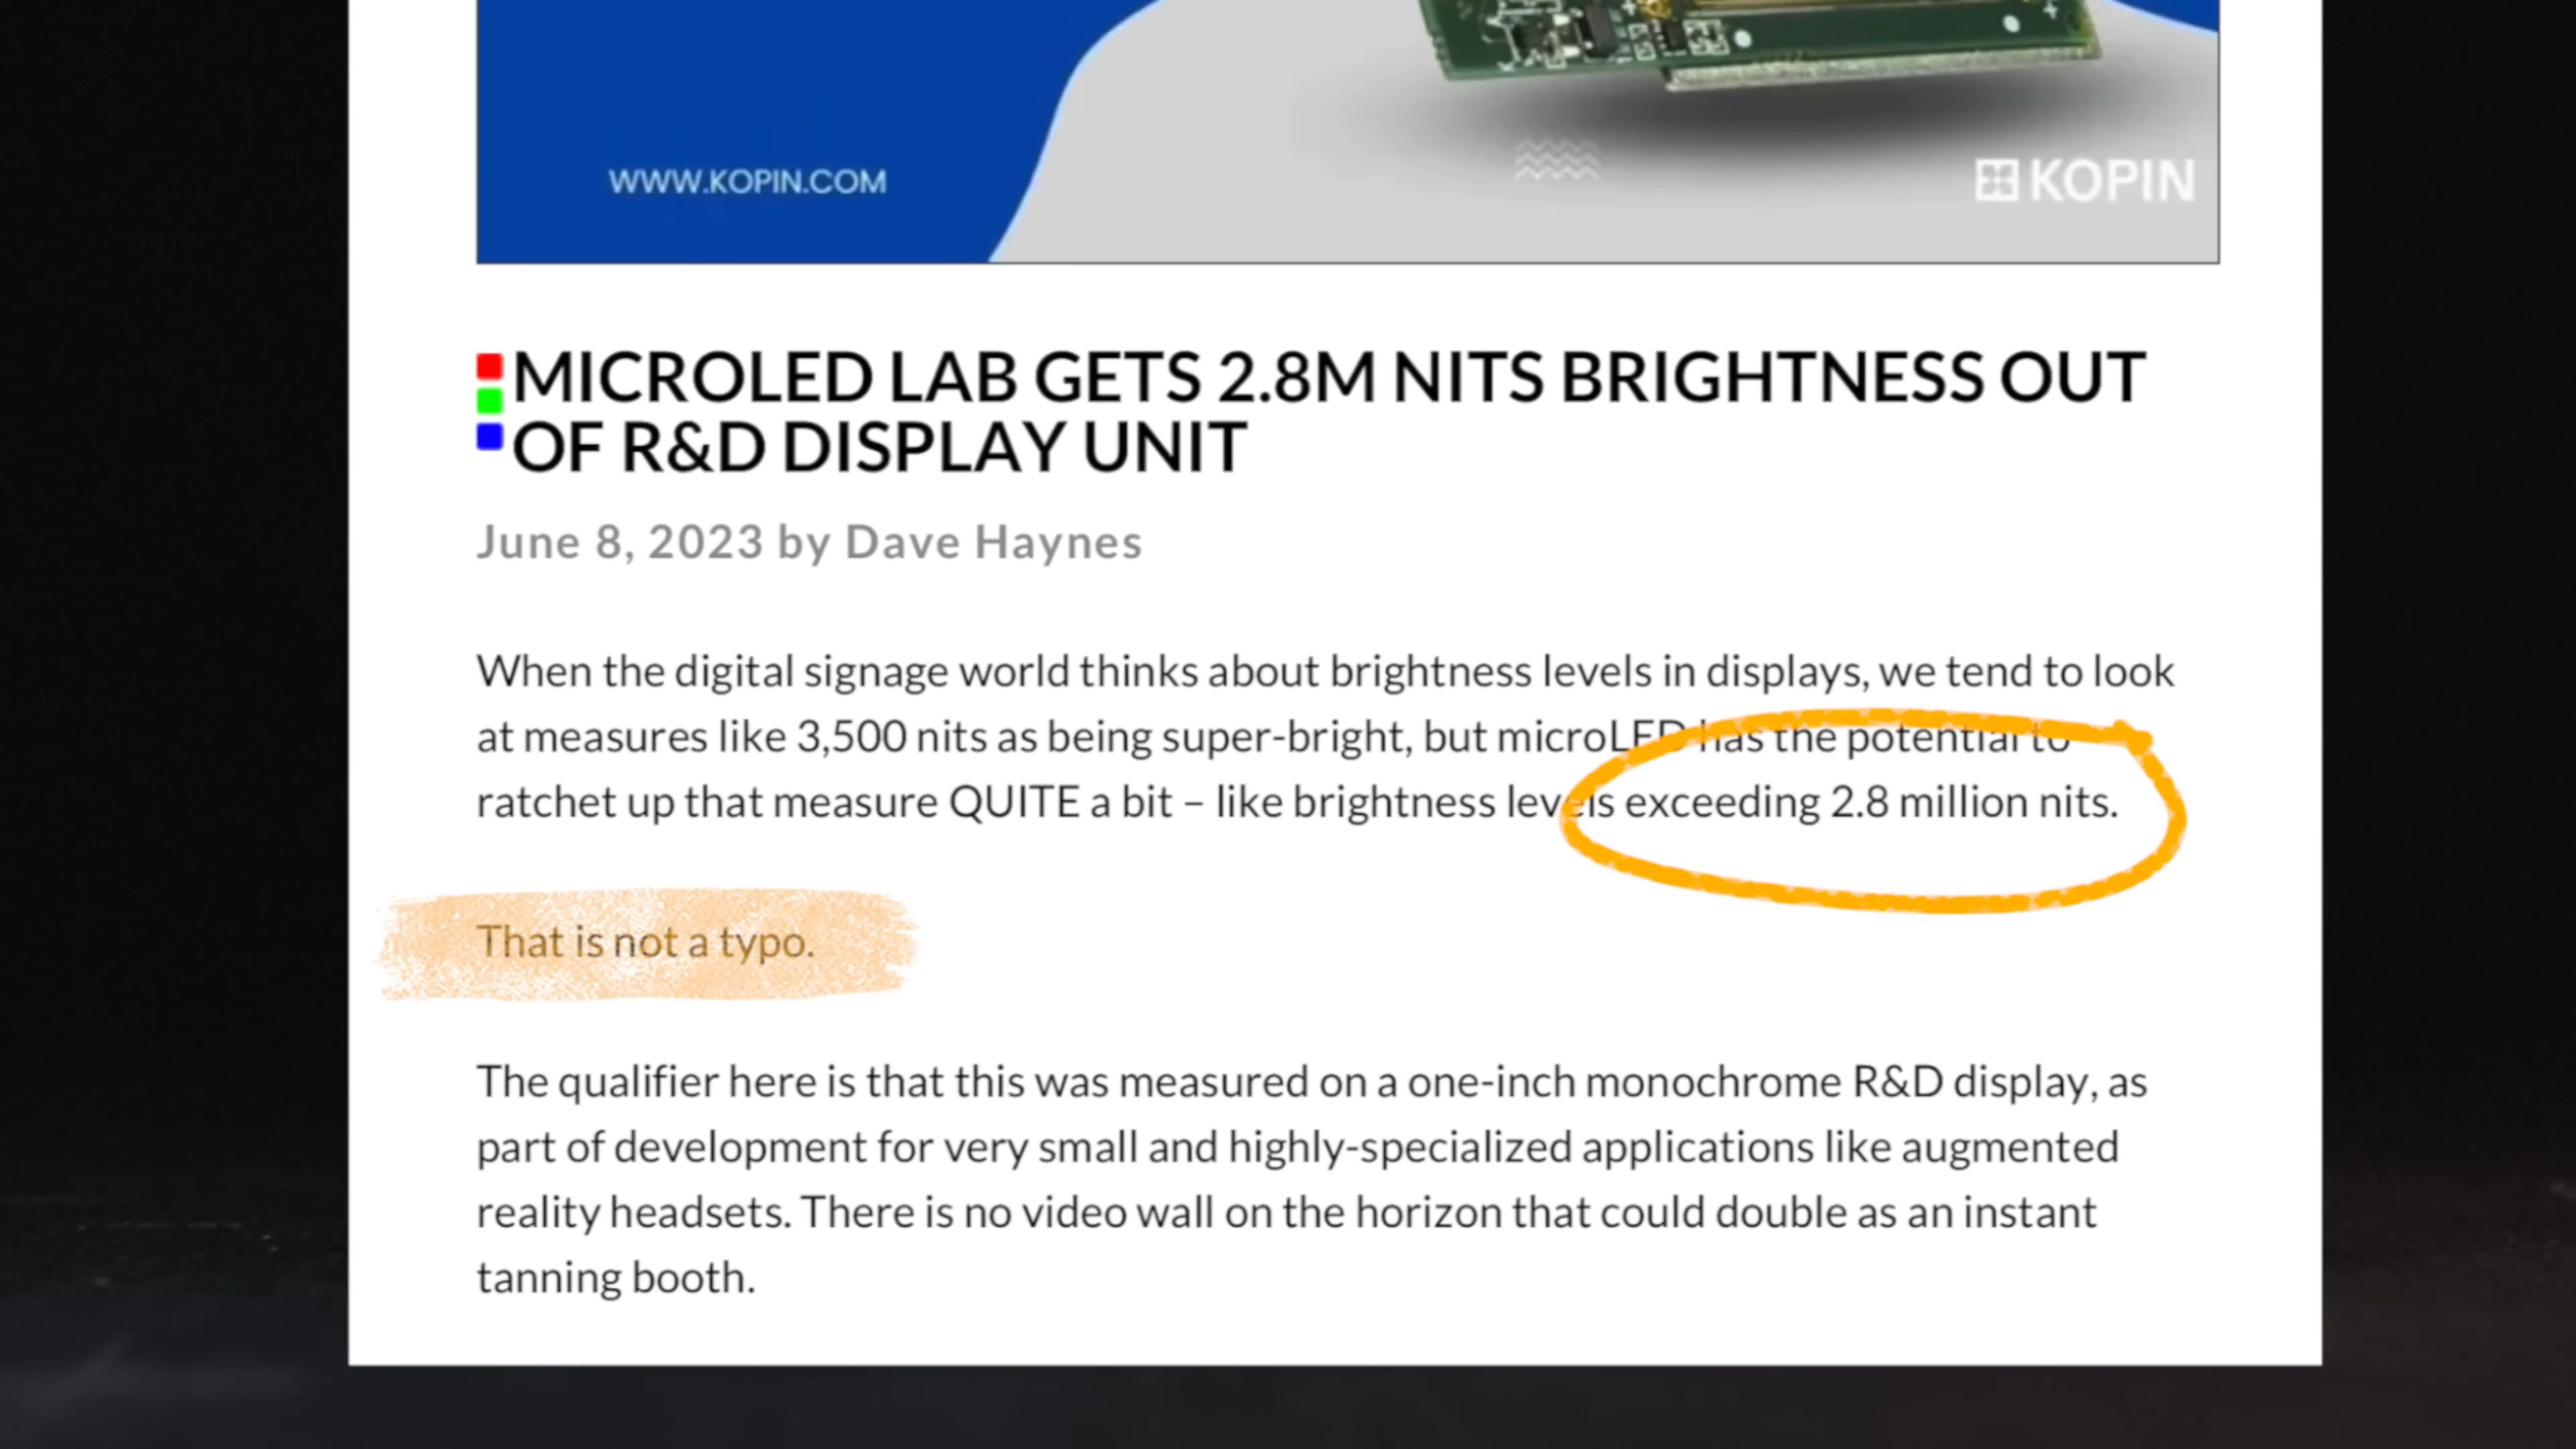 WWW.KOPIN.COM
KOPIN
MICROLED LAB GETS 2.8M NITS BRIGHTNESS OUT
OF R&D DISPLAY UNIT
June 8, 2023 by Dave Haynes
When the digital signage world thinks about brightness levels in displays, we tend to look
at measures like 3,500 nits as being super-bright, but microLED has the potential to
ratchet up that measure QUITE a bit – like brightness levels exceeding 2.8 million nits.
That is not a typo.
The qualifier here is that this was measured on a one-inch monochrome R&D display, as
part of development for very small and highly-specialized applications like augmented
reality headsets. There is no video wall on the horizon that could double as an instant
tanning booth.